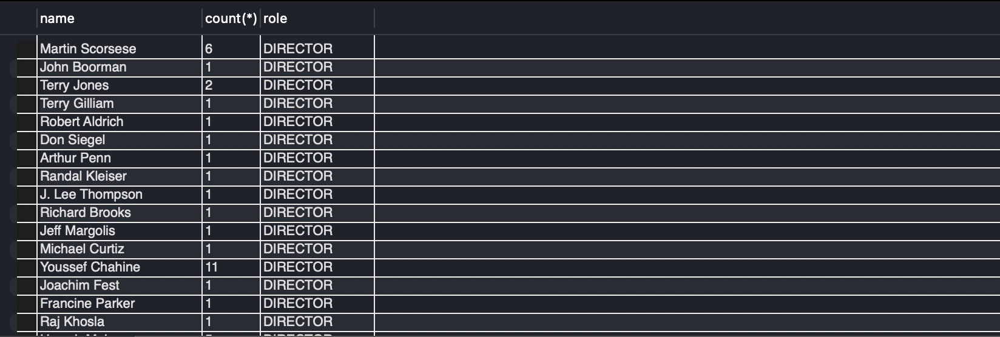 name count(*) role
Martin Scorsese 6 DIRECTOR
John Boorman 1 DIRECTOR
Terry Jones 2 DIRECTOR
Terry Gilliam 1 DIRECTOR
Robert Aldrich 1 DIRECTOR
Don Siegel 1 DIRECTOR
Arthur Penn 1 DIRECTOR
Randal Kleiser 1 DIRECTOR
J. Lee Thompson 1 DIRECTOR
Richard Brooks 1 DIRECTOR
Jeff Margolis 1 DIRECTOR
Michael Curtiz 1 DIRECTOR
Youssef Chahine 11 DIRECTOR
Joachim Fest 1 DIRECTOR
Francine Parker 1 DIRECTOR
Raj Khosla 1 DIRECTOR
DIRECTOR